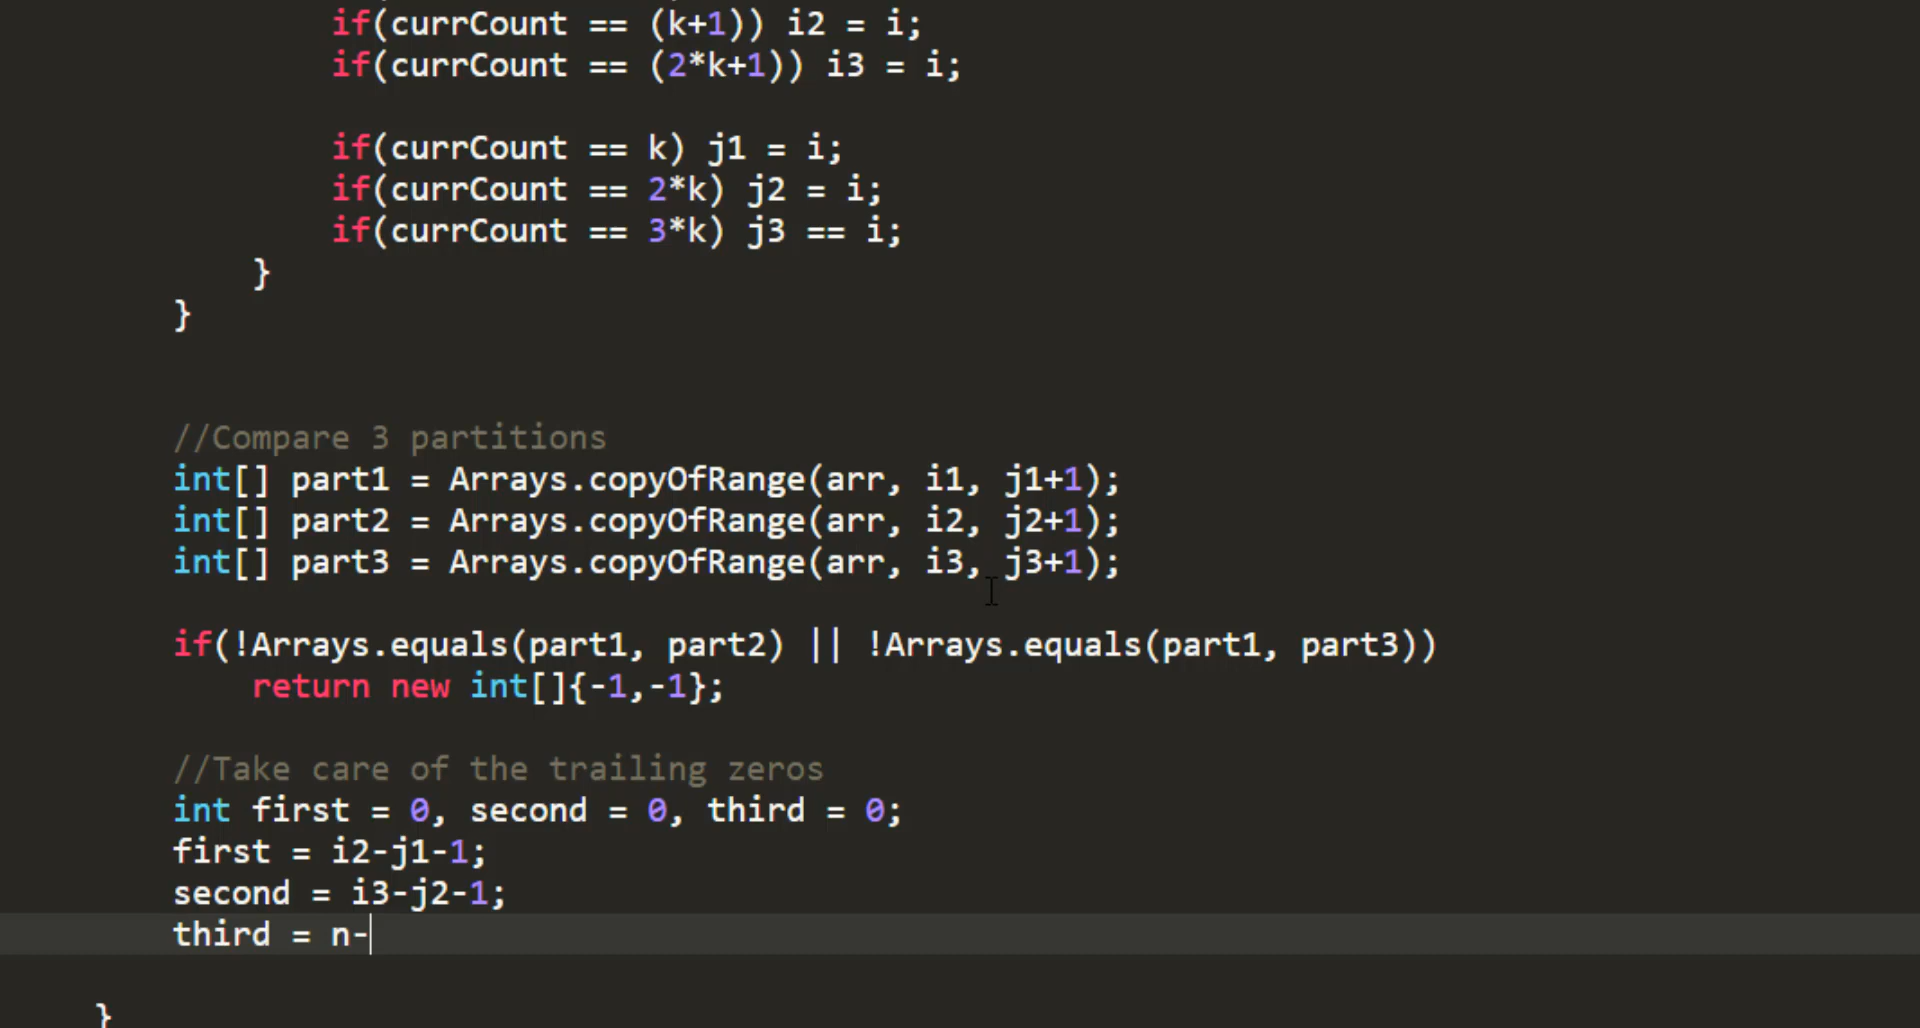 if(currCount == (k+1)) i2 = i;
if(currCount == (2*k+1)) i3 = i;
if(currCount == k) j1 = i;
if(currCount == 2*k) j2 = i;
if(currCount == 3*k) j3 == i;
}
}
//Compare 3 partitions
int[] part1 = Arrays.copyOfRange(arr, i1, j1+1);
int[] part2 = Arrays.copyOfRange(arr, i2, j2+1);
int[] part3 = Arrays.copyOfRange(arr, i3, j3+1);
if(!Arrays.equals(part1, part2) || !Arrays.equals(part1, part3))
return new int[]{-1,-1};
//Take care of the trailing zeros
int first = 0, second = 0, third = 0;
first = i2-j1-1;
second = i3-j2-1;
third = n-
}